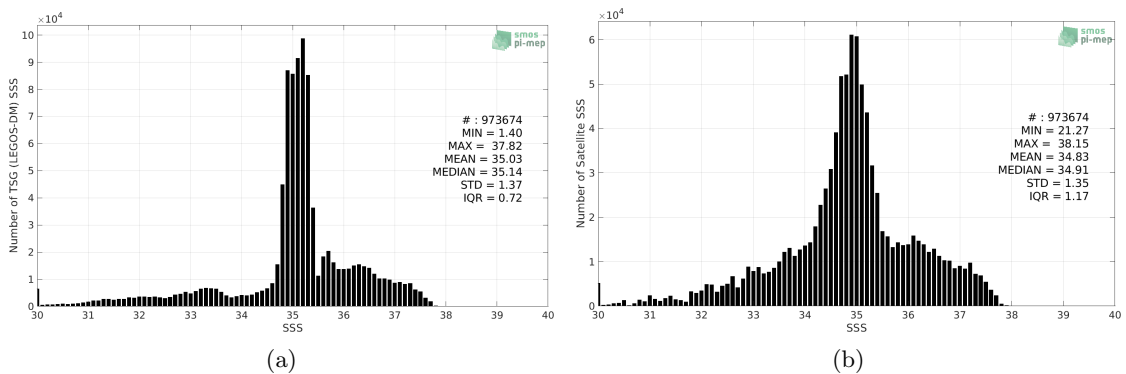 ×10⁴
smos
pi-mep
Number of TSG (LEGOS-DM) SSS
10
9
8
7
6
5
4
3
2
1
0
# : 973674
MIN = 1.40
MAX = 37.82
MEAN = 35.03
MEDIAN = 35.14
STD = 1.37
IQR = 0.72
30 31 32 33 34 35 36 37 38 39 40
SSS
(a)
×10⁴
smos
pi-mep
Number of Satellite SSS
6
5
4
3
2
1
0
# : 973674
MIN = 21.27
MAX = 38.15
MEAN = 34.83
MEDIAN = 34.91
STD = 1.35
IQR = 1.17
30 31 32 33 34 35 36 37 38 39 40
SSS
(b)